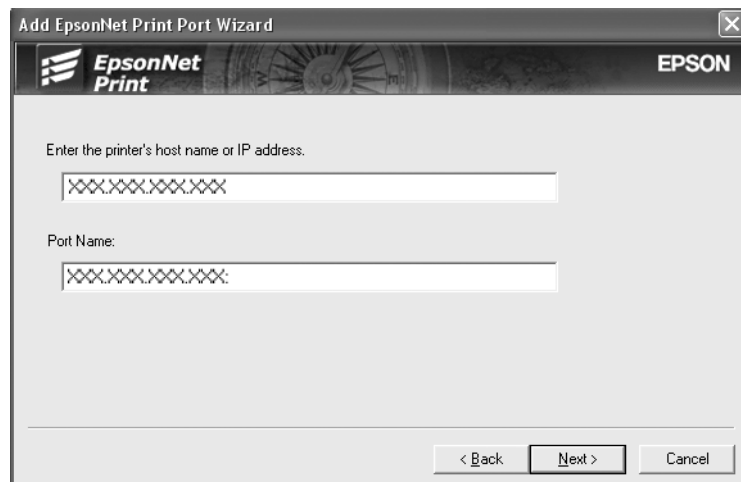 Add EpsonNet Print Port Wizard
EpsonNet
Print
EPSON
Enter the printer's host name or IP address.
XXX.XXX.XXX.XXX
Port Name:
XXX.XXX.XXX.XXX:
< Back
Next >
Cancel